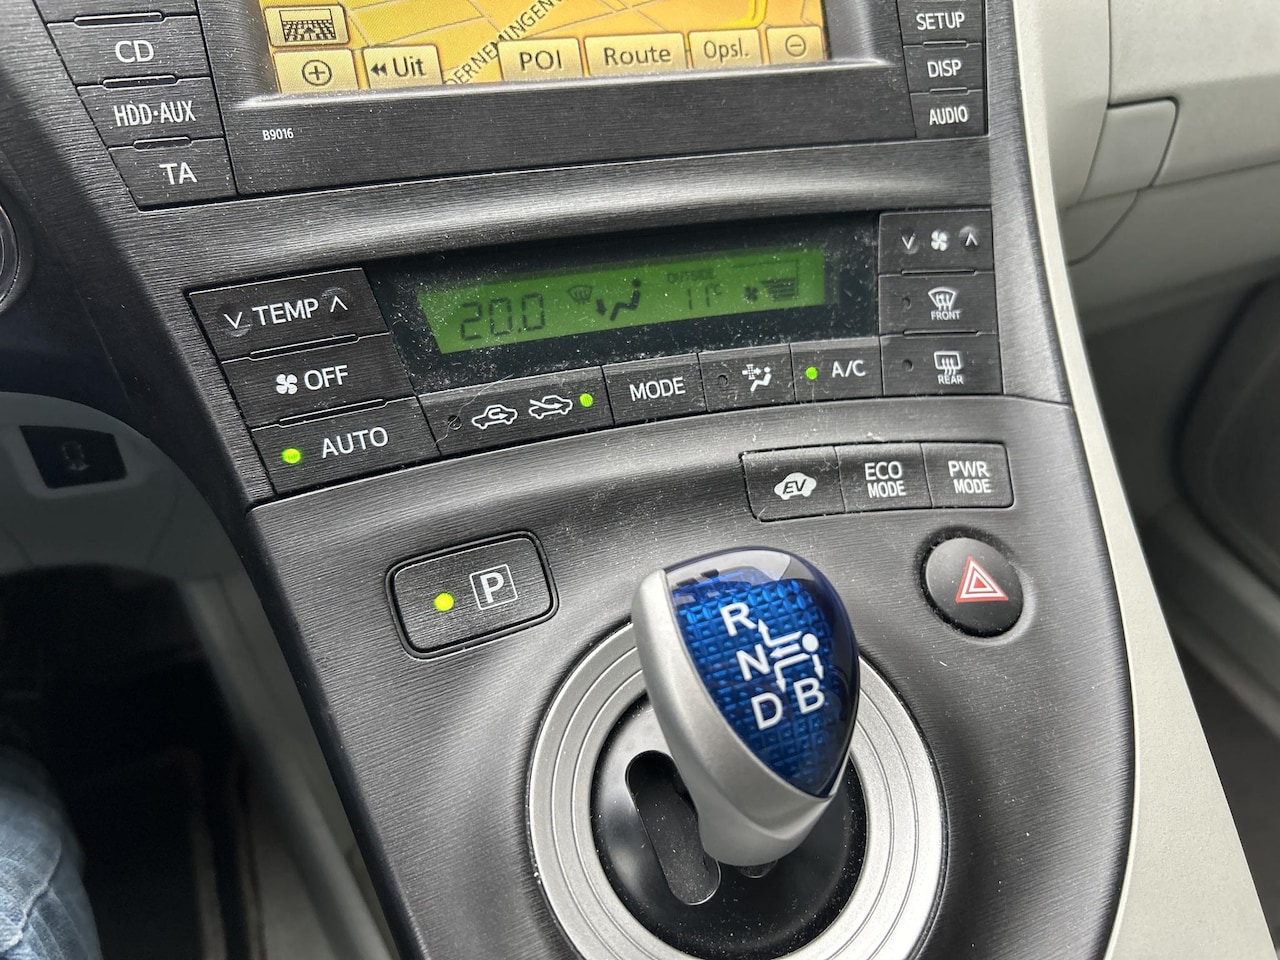 CD
HDD·AUX
TA
B9016
DERNEMINGEN
Uit
POI
Route
Opsl.
SETUP
DISP
AUDIO
TEMP
OFF
AUTO
20.0
OUTSIDE
11°C
MODE
A/C
FRONT
REAR
EV
ECO
MODE
PWR
MODE
P
R
N
D
B